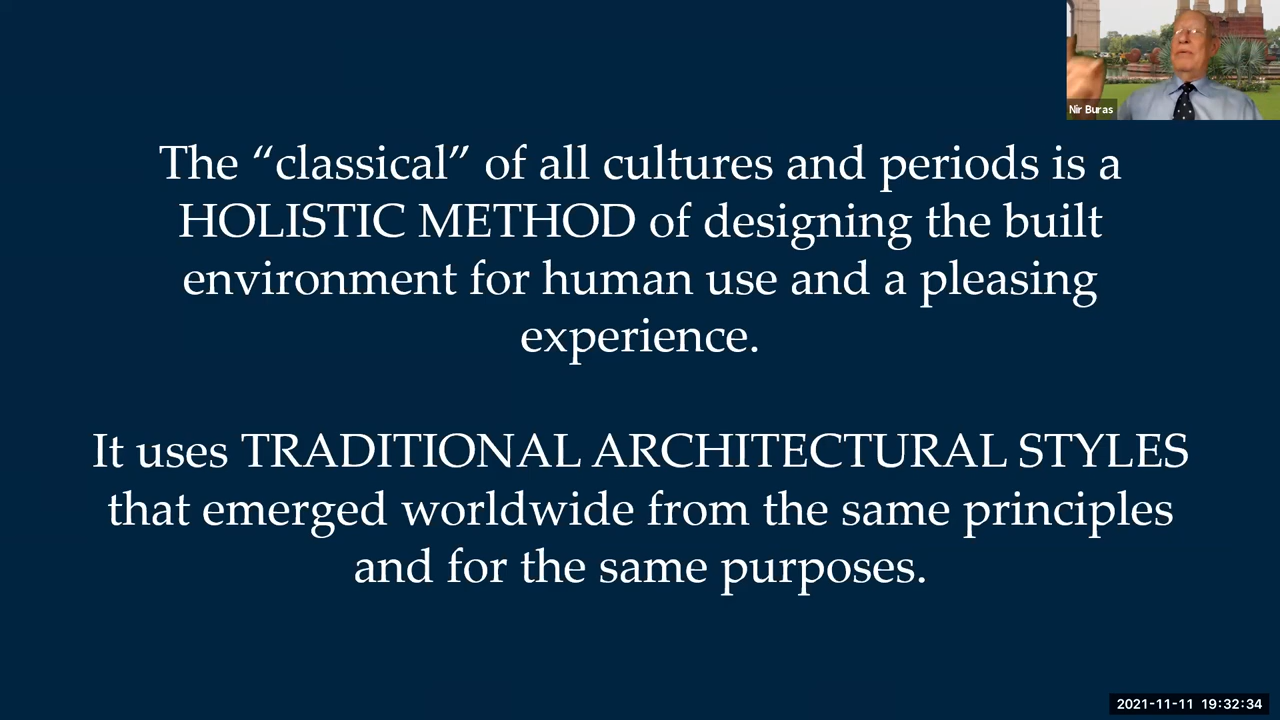 Nir Buras
The “classical” of all cultures and periods is a
HOLISTIC METHOD of designing the built
environment for human use and a pleasing
experience.
It uses TRADITIONAL ARCHITECTURAL STYLES
that emerged worldwide from the same principles
and for the same purposes.
2021-11-11 19:32:34